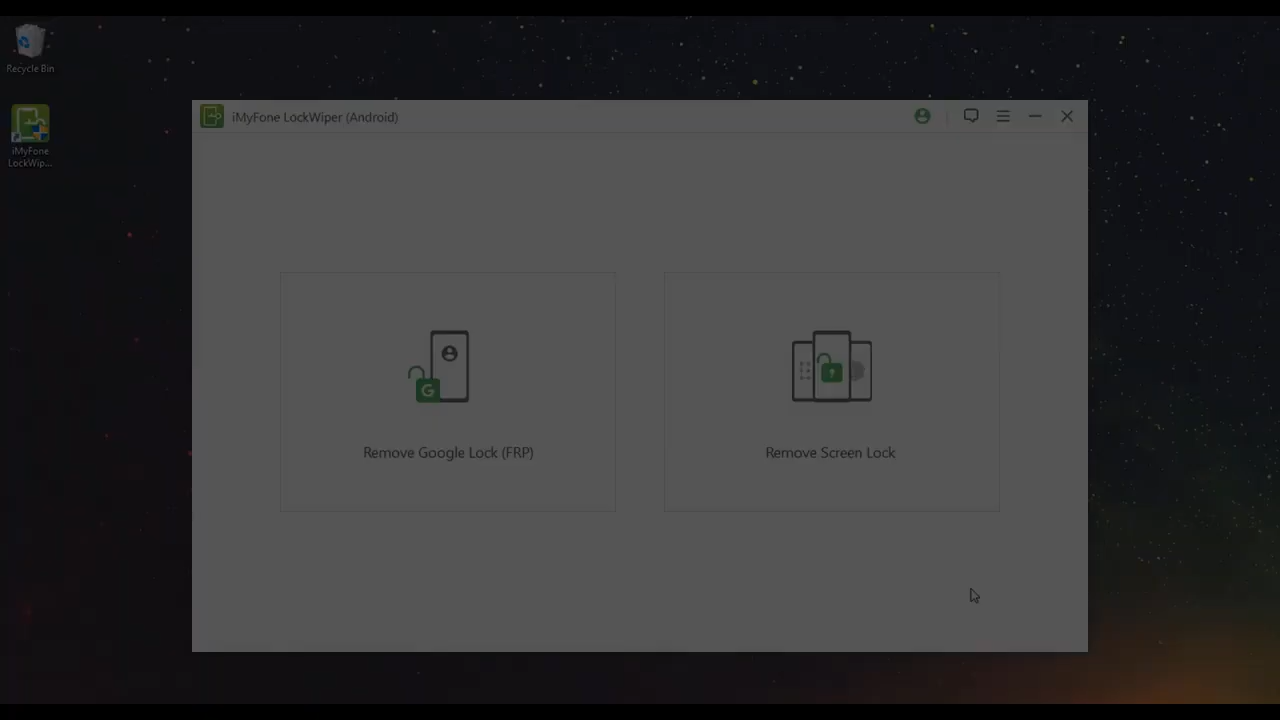 Recycle Bin
iMyFone
LockWip...
iMyFone LockWiper (Android)
G
Remove Google Lock (FRP)
?
Remove Screen Lock